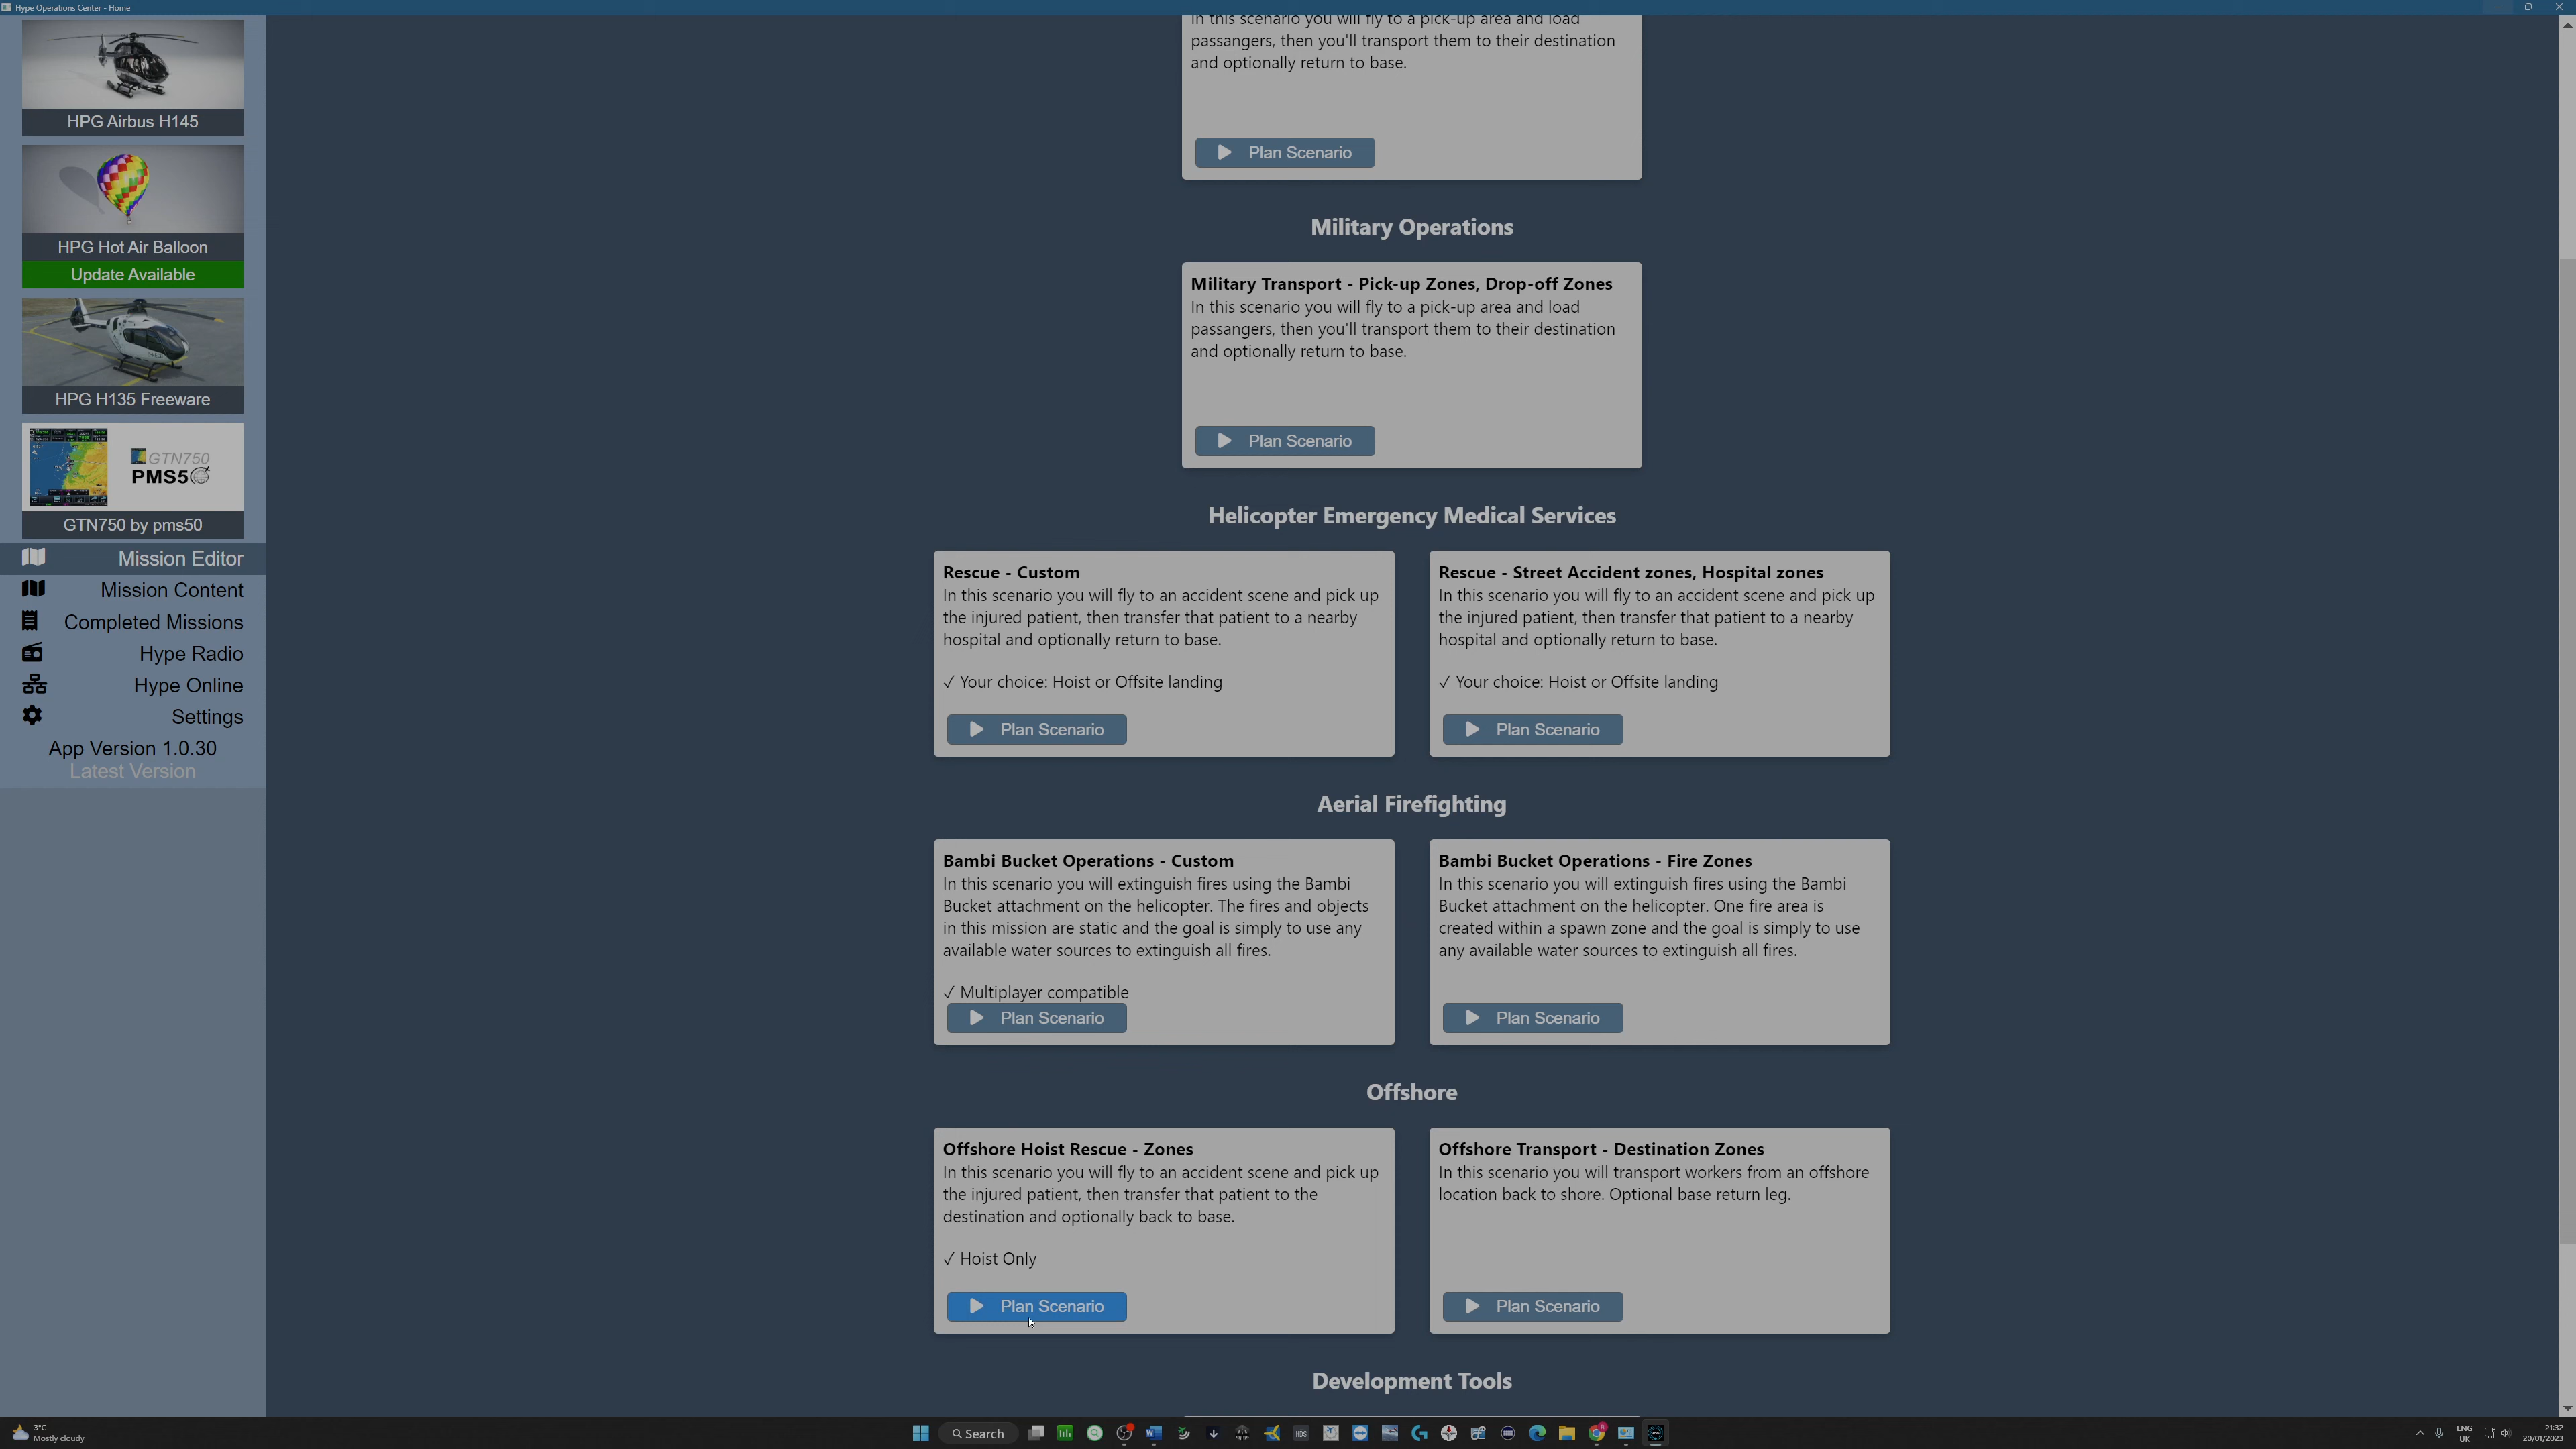 Hype Operations Center - Home
HPG Airbus H145
HPG Hot Air Balloon
Update Available
HPG H135 Freeware
GTN750
PMS50
GTN750 by pms50
Mission Editor
Mission Content
Completed Missions
Hype Radio
Hype Online
Settings
App Version 1.0.30
Latest Version
In this scenario you will fly to a pick-up area and load
passangers, then you'll transport them to their destination
and optionally return to base.
Plan Scenario
Military Operations
Military Transport - Pick-up Zones, Drop-off Zones
In this scenario you will fly to a pick-up area and load
passangers, then you'll transport them to their destination
and optionally return to base.
Plan Scenario
Helicopter Emergency Medical Services
Rescue - Custom
In this scenario you will fly to an accident scene and pick up
the injured patient, then transfer that patient to a nearby
hospital and optionally return to base.
✓ Your choice: Hoist or Offsite landing
Plan Scenario
Rescue - Street Accident zones, Hospital zones
In this scenario you will fly to an accident scene and pick up
the injured patient, then transfer that patient to a nearby
hospital and optionally return to base.
✓ Your choice: Hoist or Offsite landing
Plan Scenario
Aerial Firefighting
Bambi Bucket Operations - Custom
In this scenario you will extinguish fires using the Bambi
Bucket attachment on the helicopter. The fires and objects
in this mission are static and the goal is simply to use any
available water sources to extinguish all fires.
✓ Multiplayer compatible
Plan Scenario
Bambi Bucket Operations - Fire Zones
In this scenario you will extinguish fires using the Bambi
Bucket attachment on the helicopter. One fire area is
created within a spawn zone and the goal is simply to use
any available water sources to extinguish all fires.
Plan Scenario
Offshore
Offshore Hoist Rescue - Zones
In this scenario you will fly to an accident scene and pick up
the injured patient, then transfer that patient to the
destination and optionally back to base.
✓ Hoist Only
Plan Scenario
Offshore Transport - Destination Zones
In this scenario you will transport workers from an offshore
location back to shore. Optional base return leg.
Plan Scenario
Development Tools
3°C
Mostly cloudy
Search
HDS
ENG
UK
21:32
20/01/2023